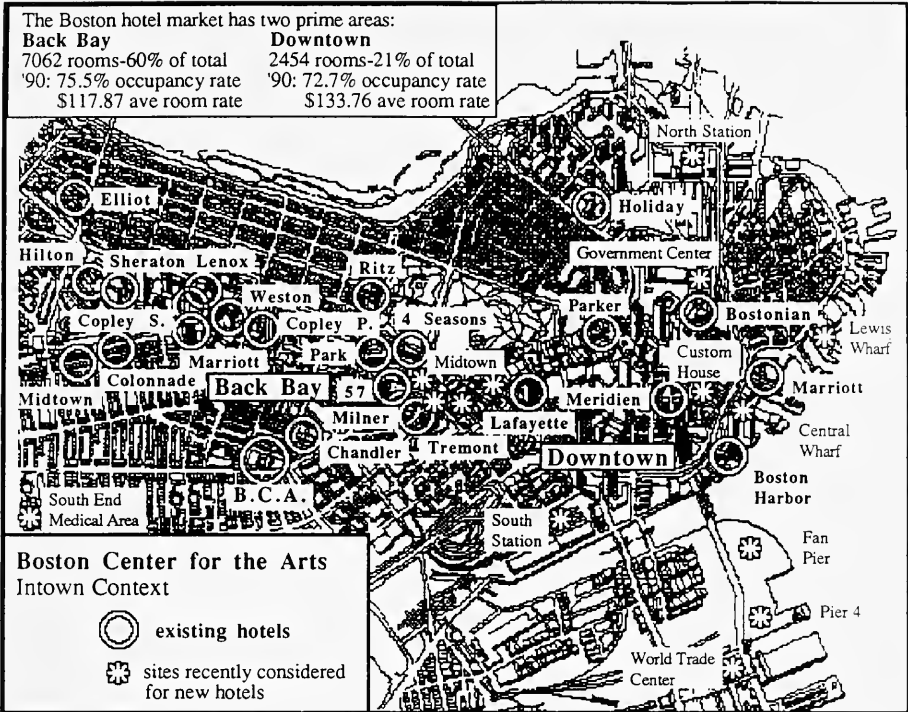 The Boston hotel market has two prime areas:
Back Bay Downtown
7062 rooms-60% of total 2454 rooms-21% of total
'90: 75.5% occupancy rate '90: 72.7% occupancy rate
$117.87 ave room rate $133.76 ave room rate
North Station
Elliot
Holiday
Hilton
Sheraton Lenox
Ritz
Government Center
Weston
Parker
Bostonian
Copley S.
Copley P.
4 Seasons
Lewis
Wharf
Marriott
Park
Midtown
Custom
House
Colonnade
Midtown
Back Bay
57
Meridien
Marriott
Milner
Lafayette
Central
Wharf
Chandler
Tremont
Downtown
B.C.A.
Boston
Harbor
South End
Medical Area
South
Station
Fan
Pier
Pier 4
World Trade
Center
Boston Center for the Arts
Intown Context
existing hotels
sites recently considered
for new hotels